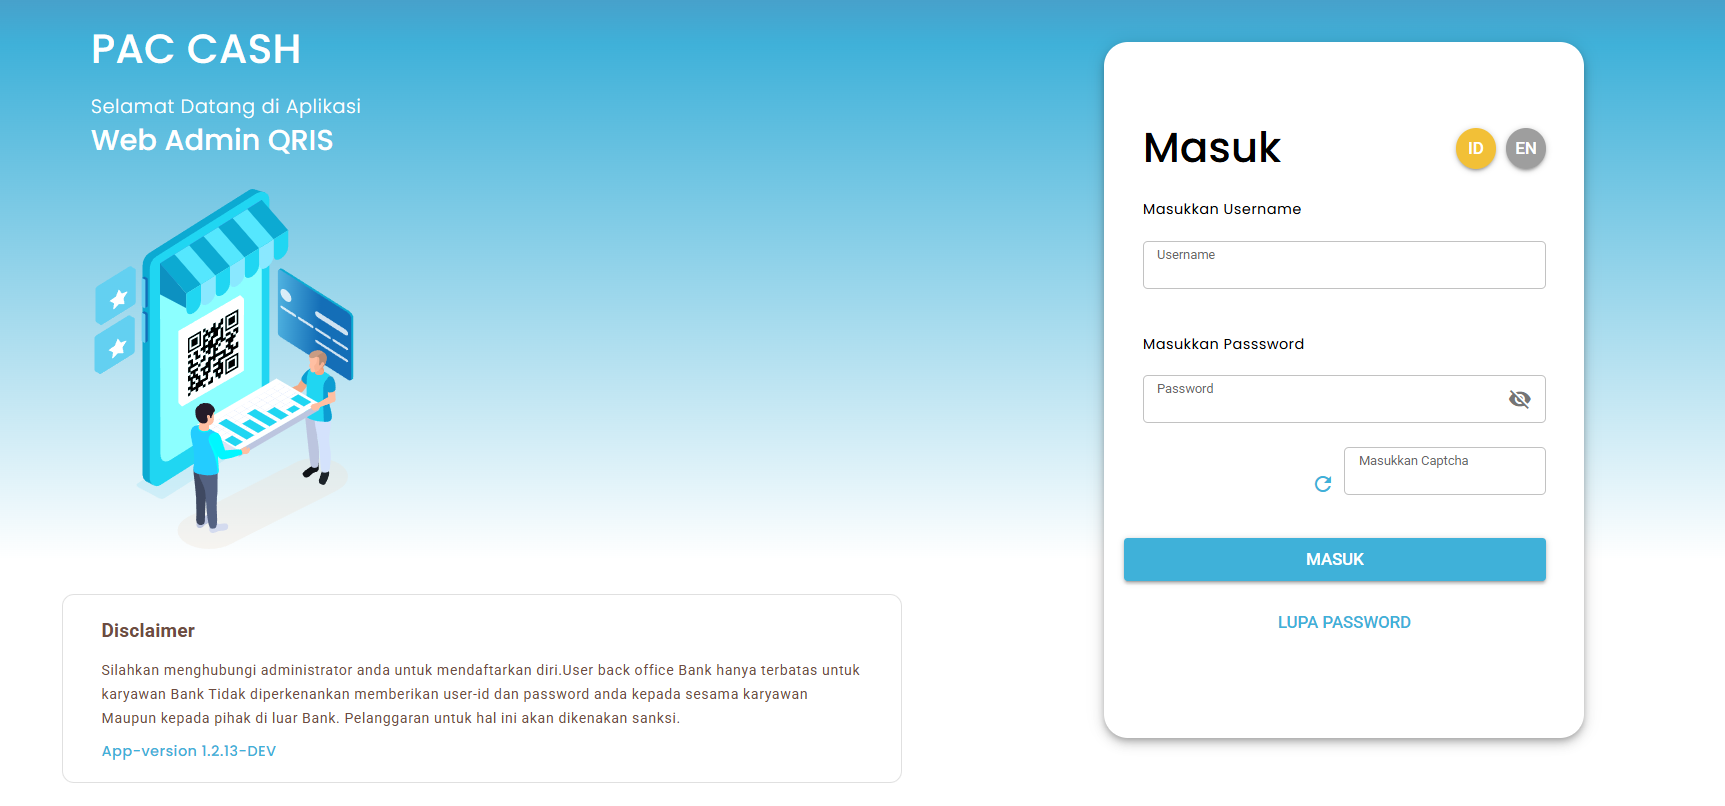 PAC CASH
Selamat Datang di Aplikasi
Web Admin QRIS
Disclaimer
Silahkan menghubungi administrator anda untuk mendaftarkan diri.User back office Bank hanya terbatas untuk
karyawan Bank Tidak diperkenankan memberikan user-id dan password anda kepada sesama karyawan
Maupun kepada pihak di luar Bank. Pelanggaran untuk hal ini akan dikenakan sanksi.
App-version 1.2.13-DEV
Masuk
ID EN
Masukkan Username
Username
Masukkan Passsword
Password
Masukkan Captcha
MASUK
LUPA PASSWORD